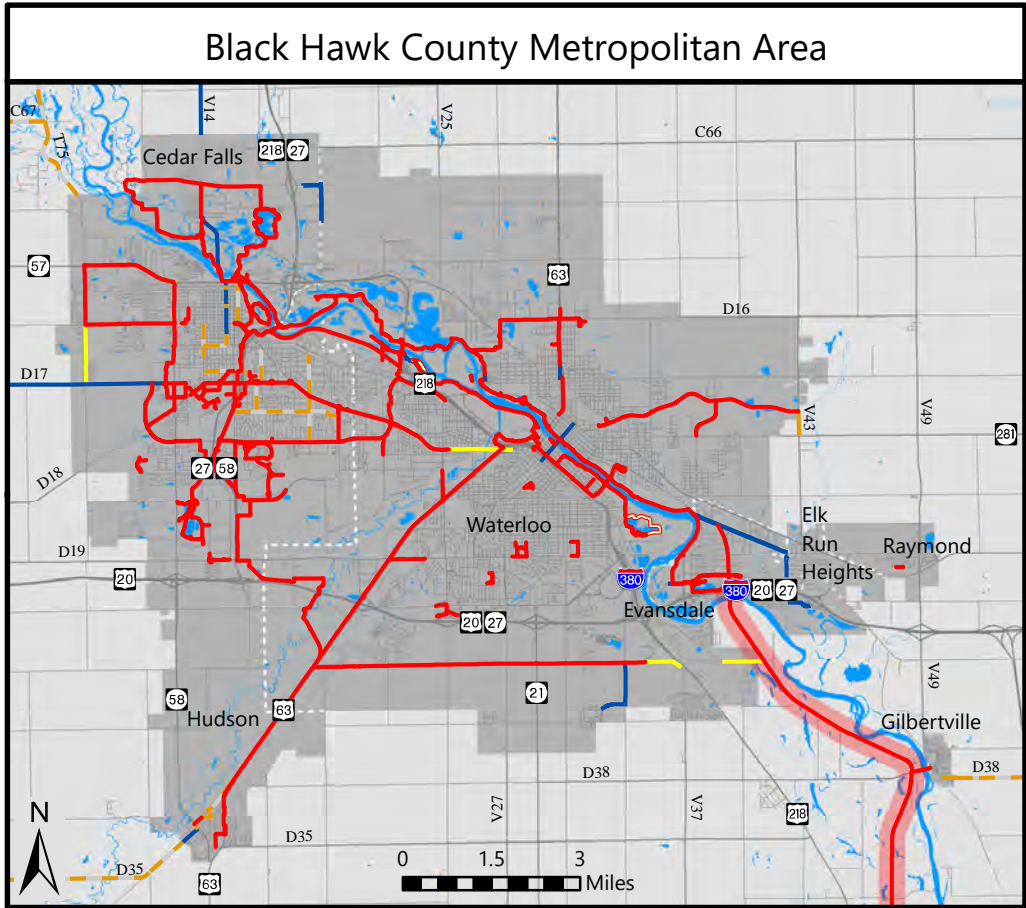 Black Hawk County Metropolitan Area
C67
V14
V25
T75
C66
Cedar Falls
218 27
57
63
D16
D17
218
V43
V49
281
D18
27 58
Waterloo
Elk
Run
Heights
Raymond
D19
20
380
380
20 27
Evansdale
20 27
V49
58
21
Hudson
63
Gilbertville
D38
D38
V27
V37
218
N
D35
D35
63
0 1.5 3
Miles